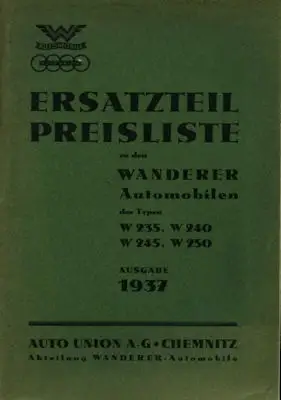 W
ERSATZTEIL
PREISLISTE
zu den
WANDERER
Automobilen
der Typen
W 235, W 240
W 245, W 250
AUSGABE
1937
AUTO UNION A.G • CHEMNITZ
Abteilung WANDERER-Automobile